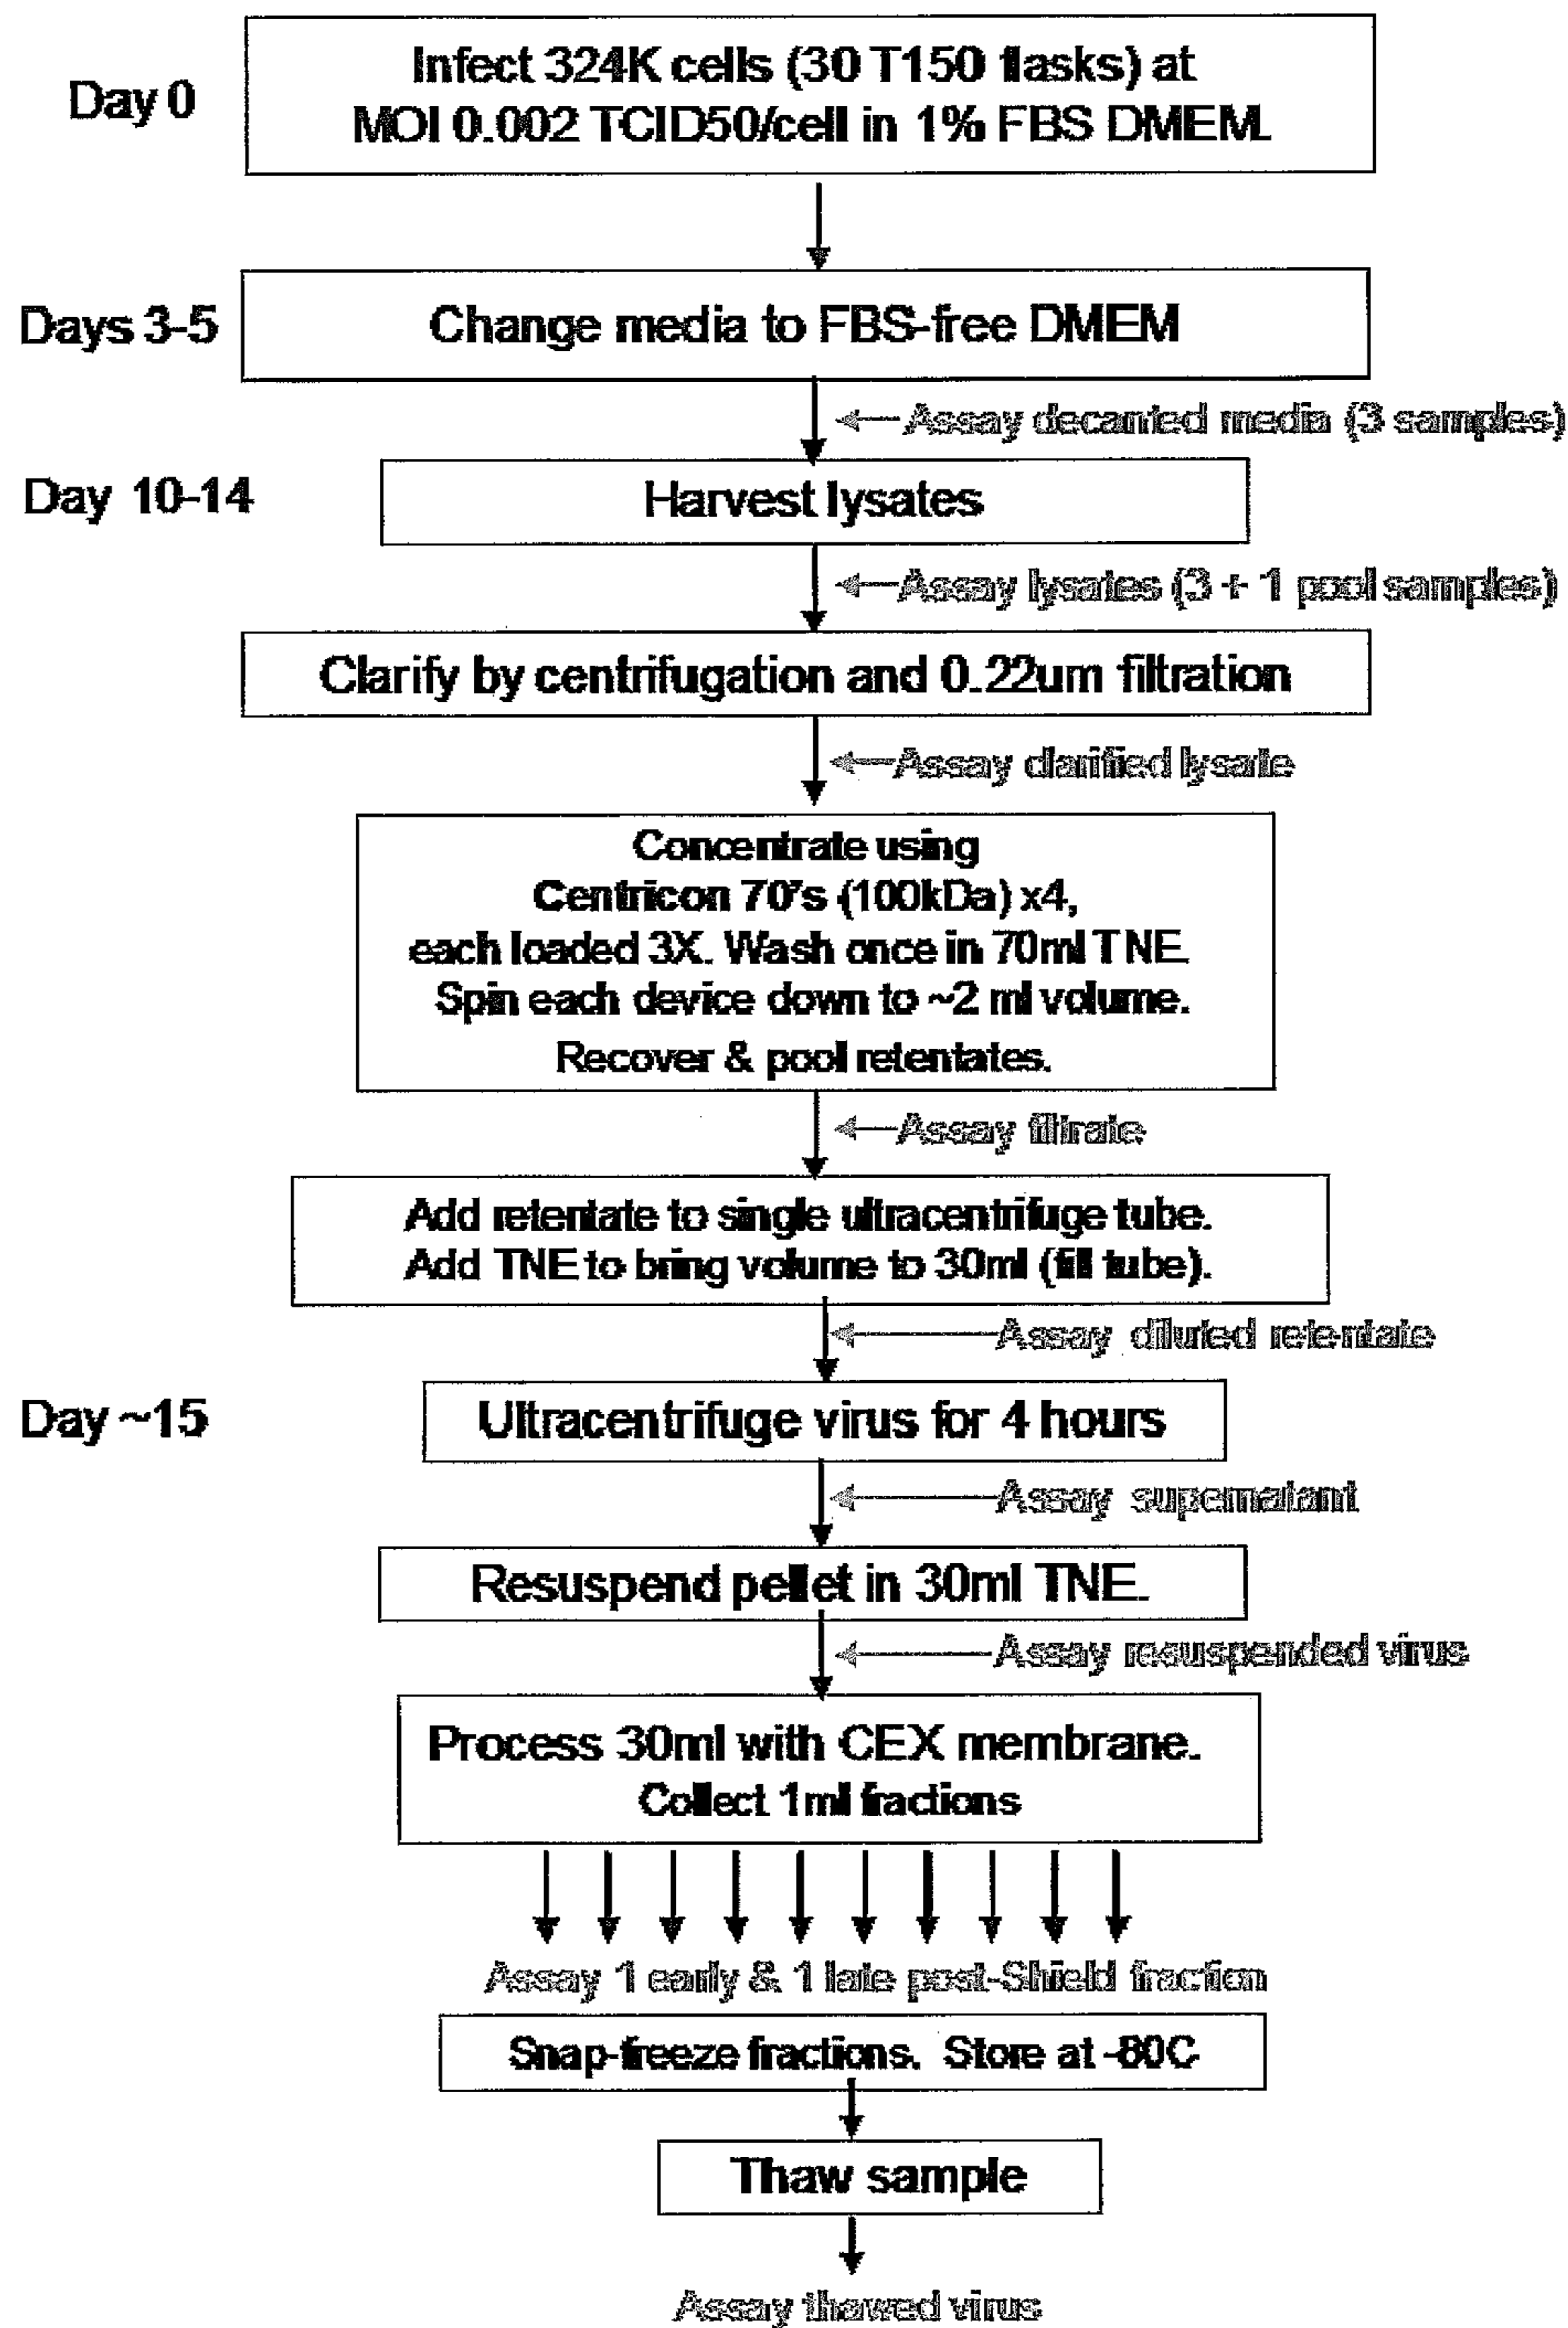 Day 0
Infect 324K cells (30 T150 flasks) at
MOI 0.002 TCID50/cell in 1% FBS DMEM.
Days 3-5
Change media to FBS-free DMEM
Assay decanted media (3 samples)
Day 10-14
Harvest lysates
Assay lysates (3 + 1 pool samples)
Clarify by centrifugation and 0.22um filtration
Assay clarified lysate
Concentrate using
Centricon 70's (100kDa) x4,
each loaded 3X. Wash once in 70ml TNE
Spin each device down to ~2 ml volume.
Recover & pool retentates.
Assay filtrate
Add retentate to single ultracentrifuge tube.
Add TNE to bring volume to 30ml (fill tube).
Assay diluted retentate
Day ~15
Ultracentrifuge virus for 4 hours
Assay supernatant
Resuspend pellet in 30ml TNE.
Assay resuspended virus
Process 30ml with CEX membrane.
Collect 1ml fractions
Assay 1 early & 1 late post-Shield fraction
Snap-freeze fractions. Store at -80C
Thaw sample
Assay thawed virus